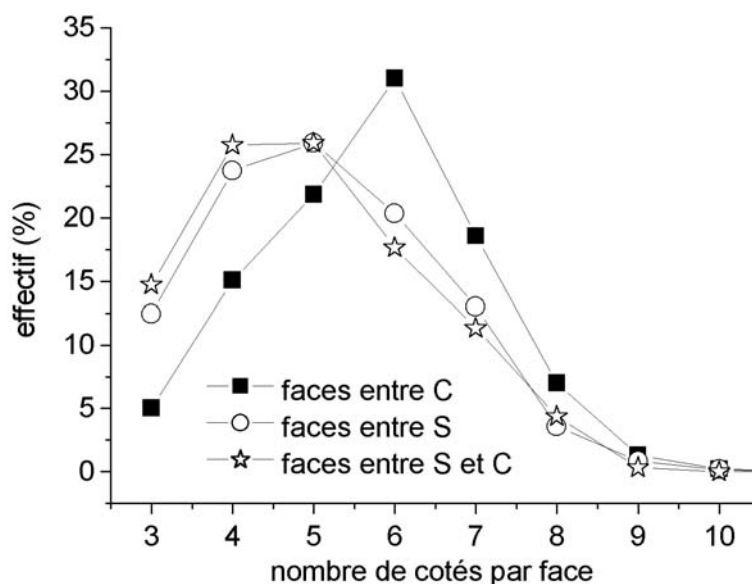 35
30
25
20
15
10
5
0
effectif (%)
faces entre C
faces entre S
faces entre S et C
3 4 5 6 7 8 9 10
nombre de cotés par face